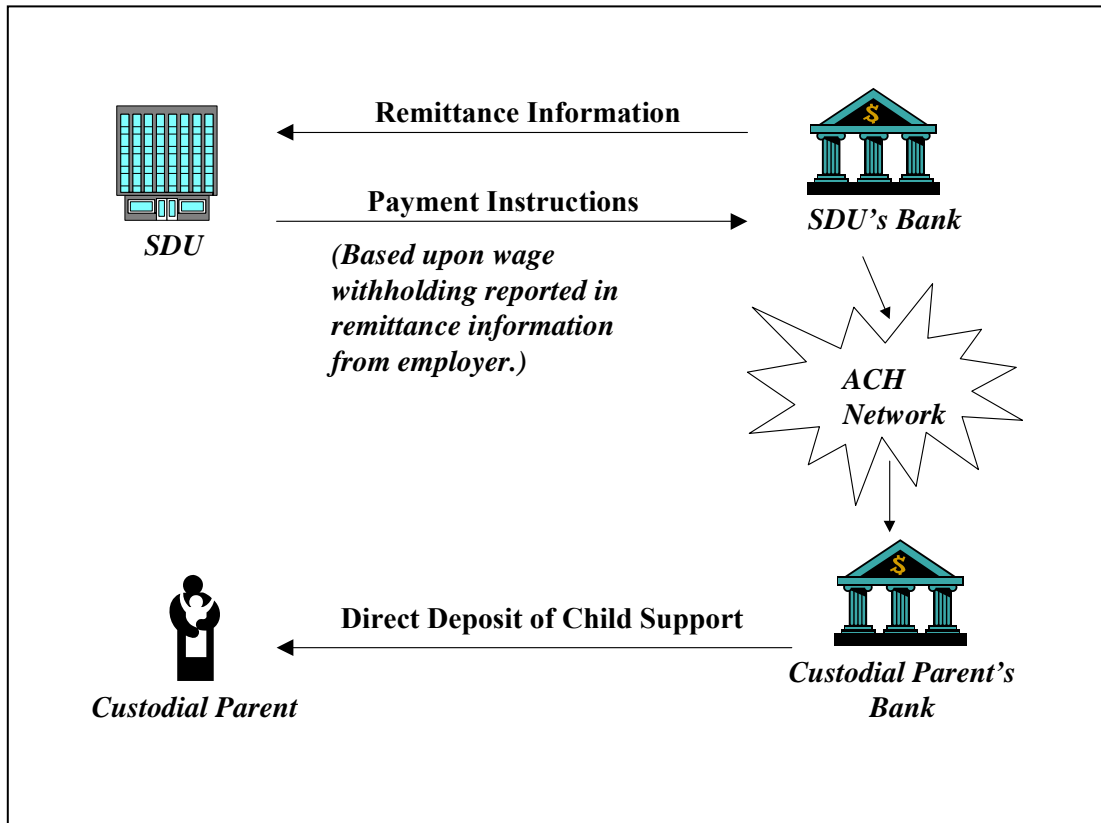 Remittance Information
SDU
Payment Instructions
(Based upon wage
withholding reported in
remittance information
from employer.)
$
SDU's Bank
ACH
Network
$
Direct Deposit of Child Support
Custodial Parent
Custodial Parent's
Bank